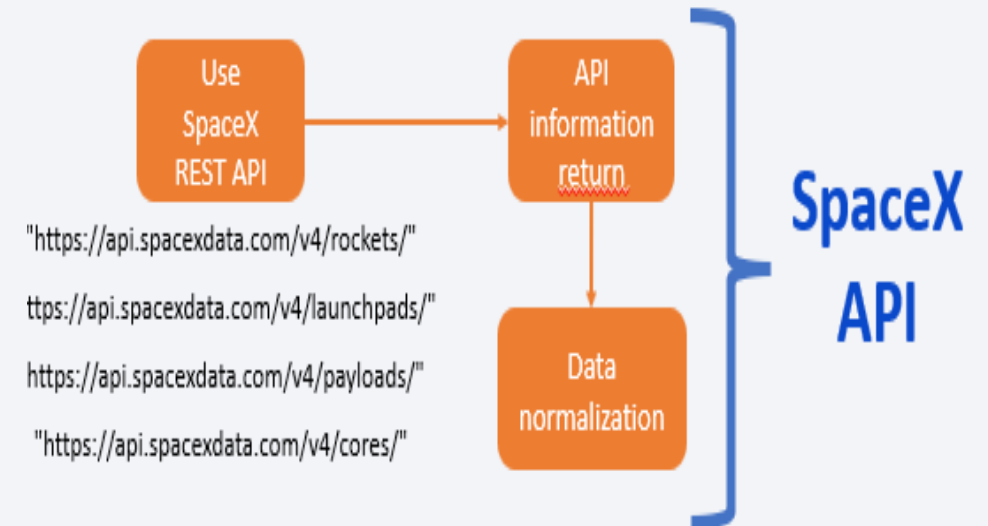 Use
SpaceX
REST API
API
information
return
"https://api.spacexdata.com/v4/rockets/"
ttps://api.spacexdata.com/v4/launchpads/"
https://api.spacexdata.com/v4/payloads/"
"https://api.spacexdata.com/v4/cores/"
Data
normalization
SpaceX
API